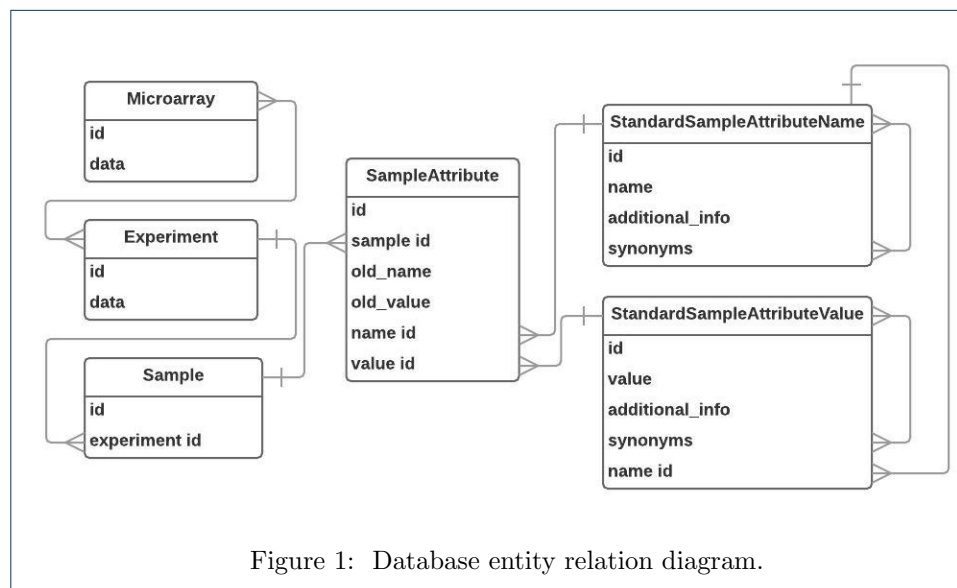 Microarray
id
data
Experiment
id
data
Sample
id
experiment id
SampleAttribute
id
sample id
old_name
old_value
name id
value id
StandardSampleAttributeName
id
name
additional_info
synonyms
StandardSampleAttributeValue
id
value
additional_info
synonyms
name id
Figure 1: Database entity relation diagram.